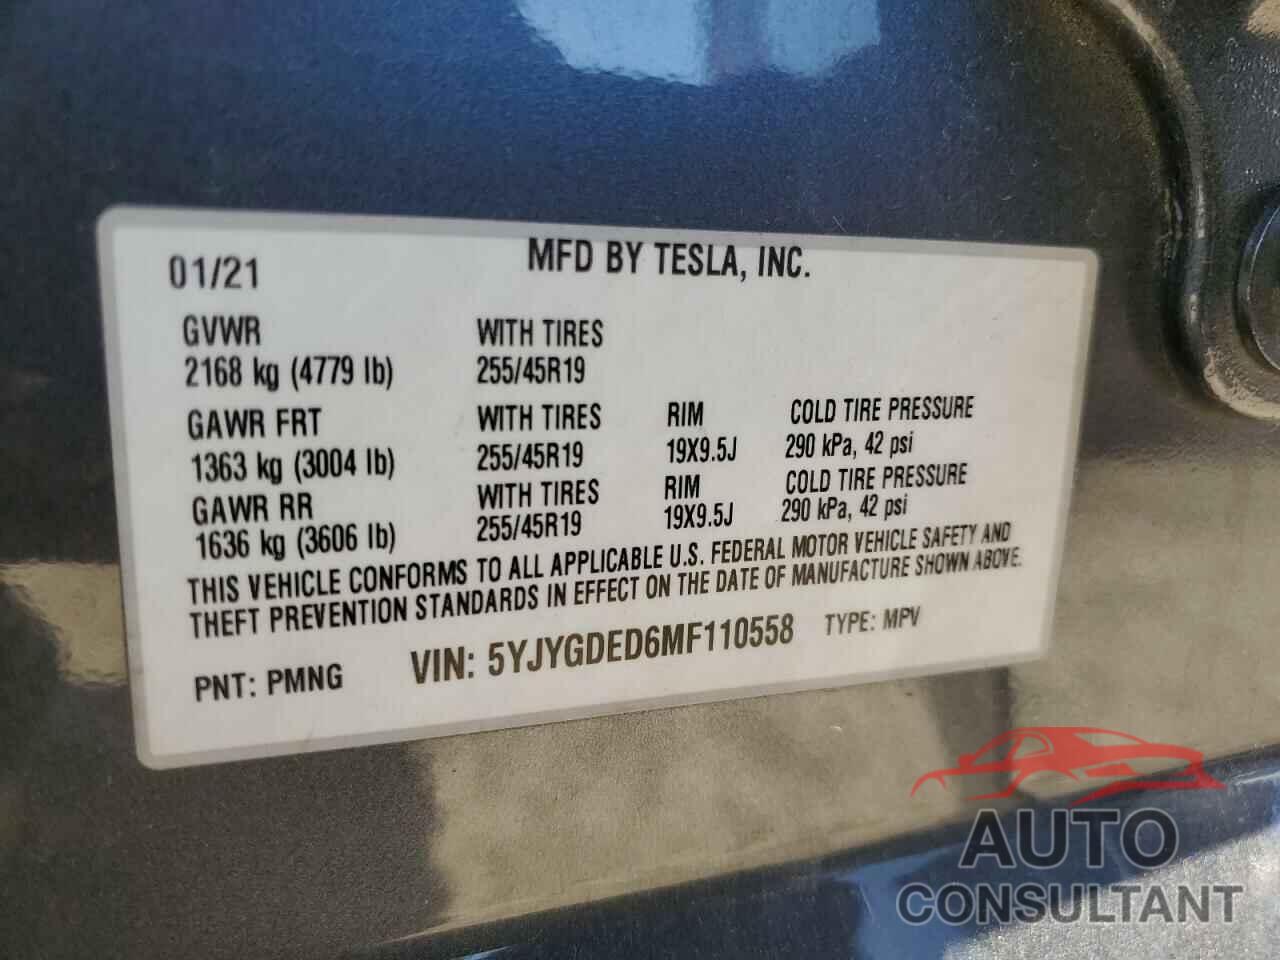 01/21
MFD BY TESLA, INC.
GVWR WITH TIRES
2168 kg (4779 lb) 255/45R19
GAWR FRT WITH TIRES RIM COLD TIRE PRESSURE
1363 kg (3004 lb) 255/45R19 19X9.5J 290 kPa, 42 psi
GAWR RR WITH TIRES RIM COLD TIRE PRESSURE
1636 kg (3606 lb) 255/45R19 19X9.5J 290 kPa, 42 psi
THIS VEHICLE CONFORMS TO ALL APPLICABLE U.S. FEDERAL MOTOR VEHICLE SAFETY AND
THEFT PREVENTION STANDARDS IN EFFECT ON THE DATE OF MANUFACTURE SHOWN ABOVE.
PNT: PMNG VIN: 5YJYGDED6MF110558 TYPE: MPV
AUTO
CONSULTANT